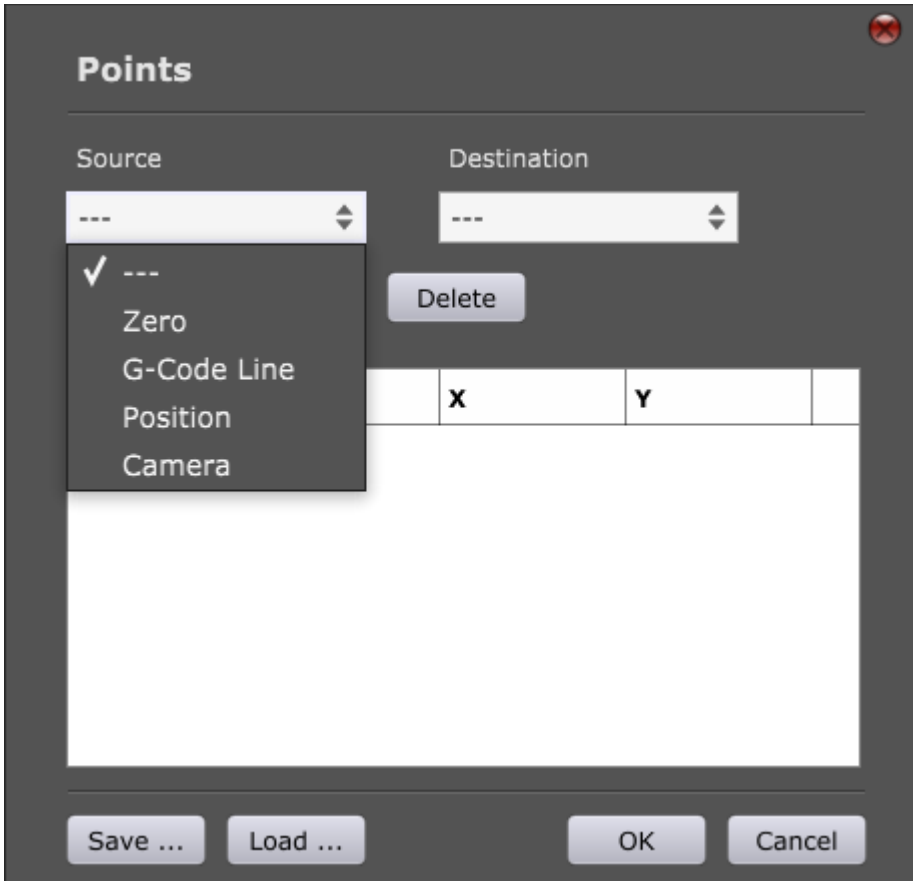 Points
Source Destination
--- ---
✓ ---
Zero
G-Code Line
Position
Camera
Delete
X Y
Save ... Load ... OK Cancel